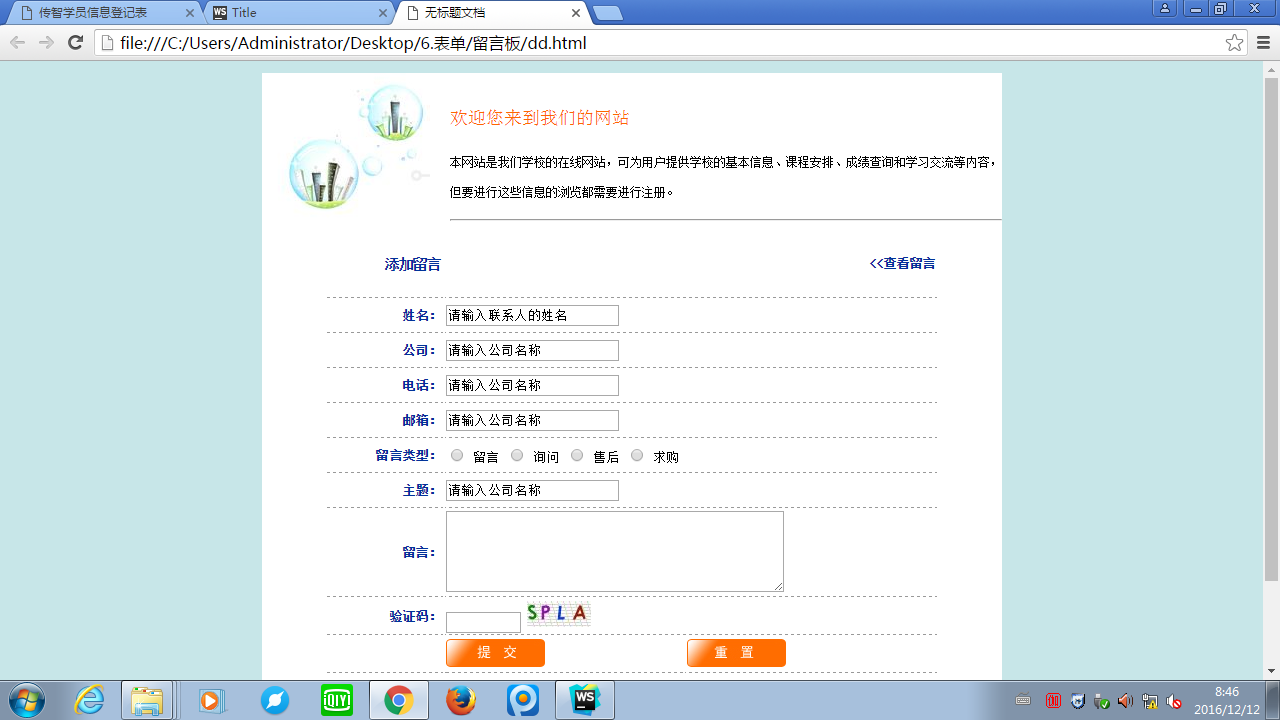 传智学员信息登记表
WS Title
无标题文档
file:///C:/Users/Administrator/Desktop/6.表单/留言板/dd.html
欢迎您来到我们的网站
本网站是我们学校的在线网站，可为用户提供学校的基本信息、课程安排、成绩查询和学习交流等内容，
但要进行这些信息的浏览都需要进行注册。
添加留言 <<查看留言
姓名： 请输入联系人的姓名
公司： 请输入公司名称
电话： 请输入公司名称
邮箱： 请输入公司名称
留言类型： 留言 询问 售后 求购
主题： 请输入公司名称
留言：
验证码： SPLA
提 交 重 置
iQIYI
WS
8:46
2016/12/12